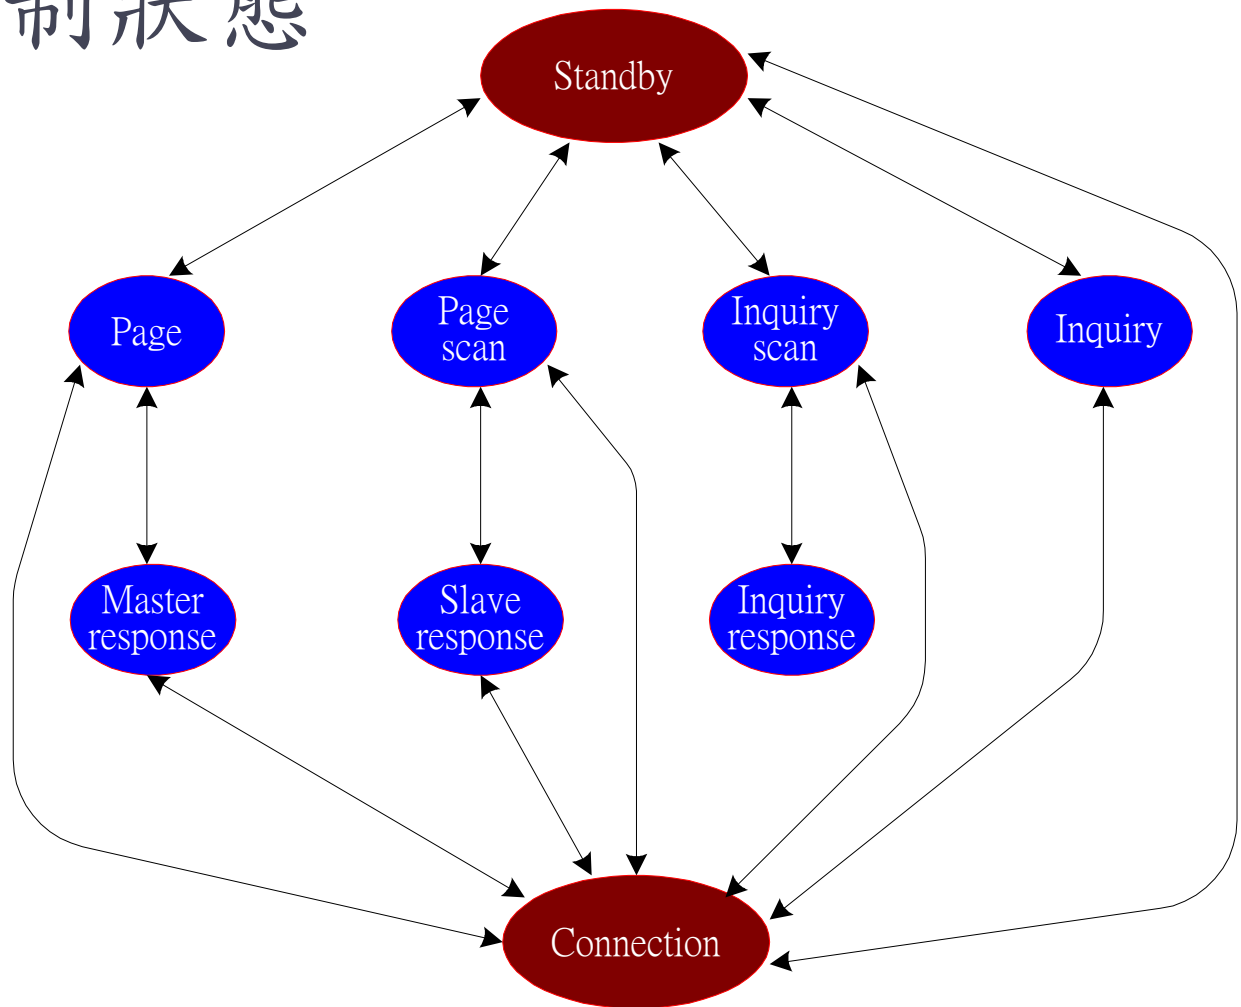 制狀態
Standby
Page
Page
scan
Inquiry
scan
Inquiry
Master
response
Slave
response
Inquiry
response
Connection